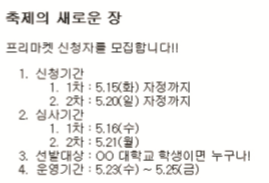 축제의 새로운 장
프리마켓 신청자를 모집합니다!!
1. 신청기간
1. 1차 : 5.15(화) 자정까지
2. 2차 : 5.20(일) 자정까지
2. 심사기간
1. 1차 : 5.16(수)
2. 2차 : 5.21(월)
3. 선발대상 : OO 대학교 학생이면 누구나!
4. 운영기간 : 5.23(수) ~ 5.25(금)